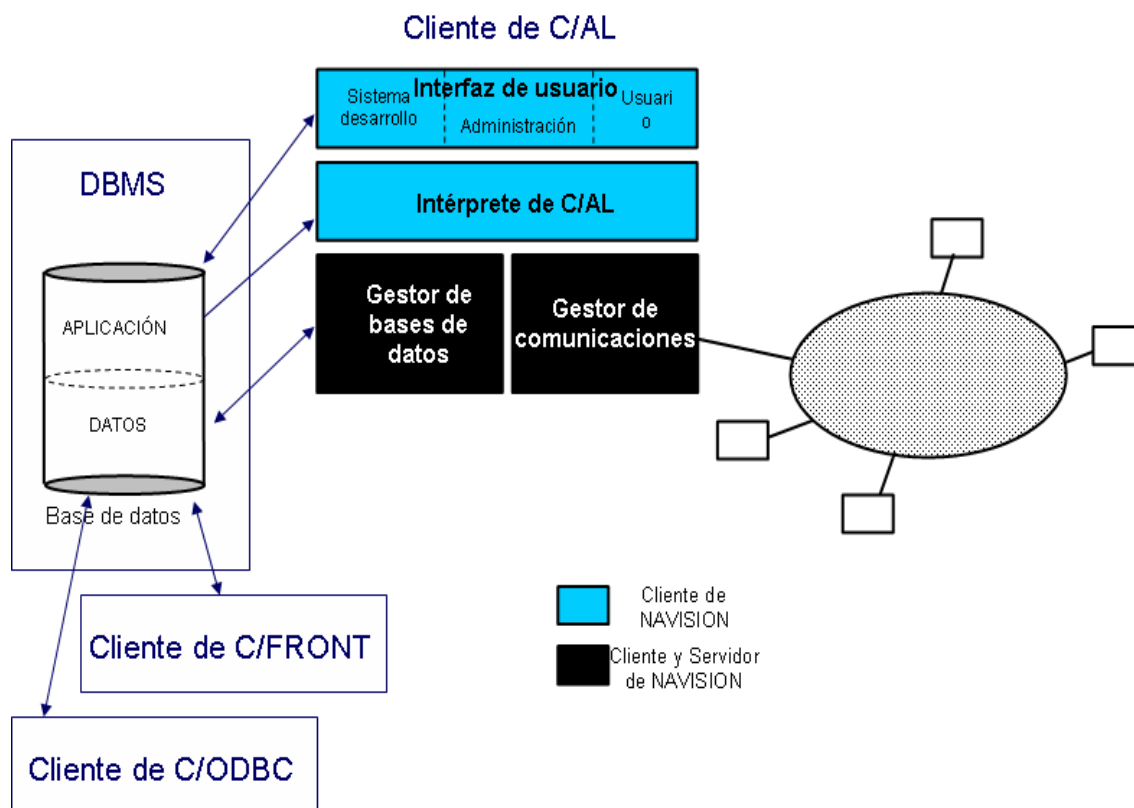 Cliente de C/AL
Interfaz de usuario
Sistema
desarrollo
Administración
Usuari
o
DBMS
Intérprete de C/AL
Gestor de
bases de
datos
Gestor de
comunicaciones
APLICACIÓN
DATOS
Base de datos
Cliente de C/FRONT
Cliente de C/ODBC
Cliente de
NAVISION
Cliente y Servidor
de NAVISION